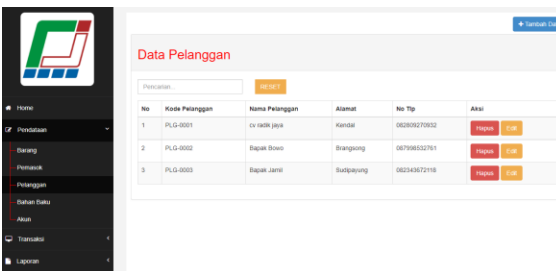 + Tambah Da
Data Pelanggan
Pencarian..
RESET
No Kode Pelanggan Nama Pelanggan Alamat No Tlp Aksi
1 PLG-0001 cv radik jaya Kendal 082809270932 Hapus Edit
2 PLG-0002 Bapak Bowo Brangsong 087998932761 Hapus Edit
3 PLG-0003 Bapak Jamil Sudipayung 082343672118 Hapus Edit
Home
Pendataan
Barang
Pemasok
Pelanggan
Bahan Baku
Akun
Transaksi
Laporan